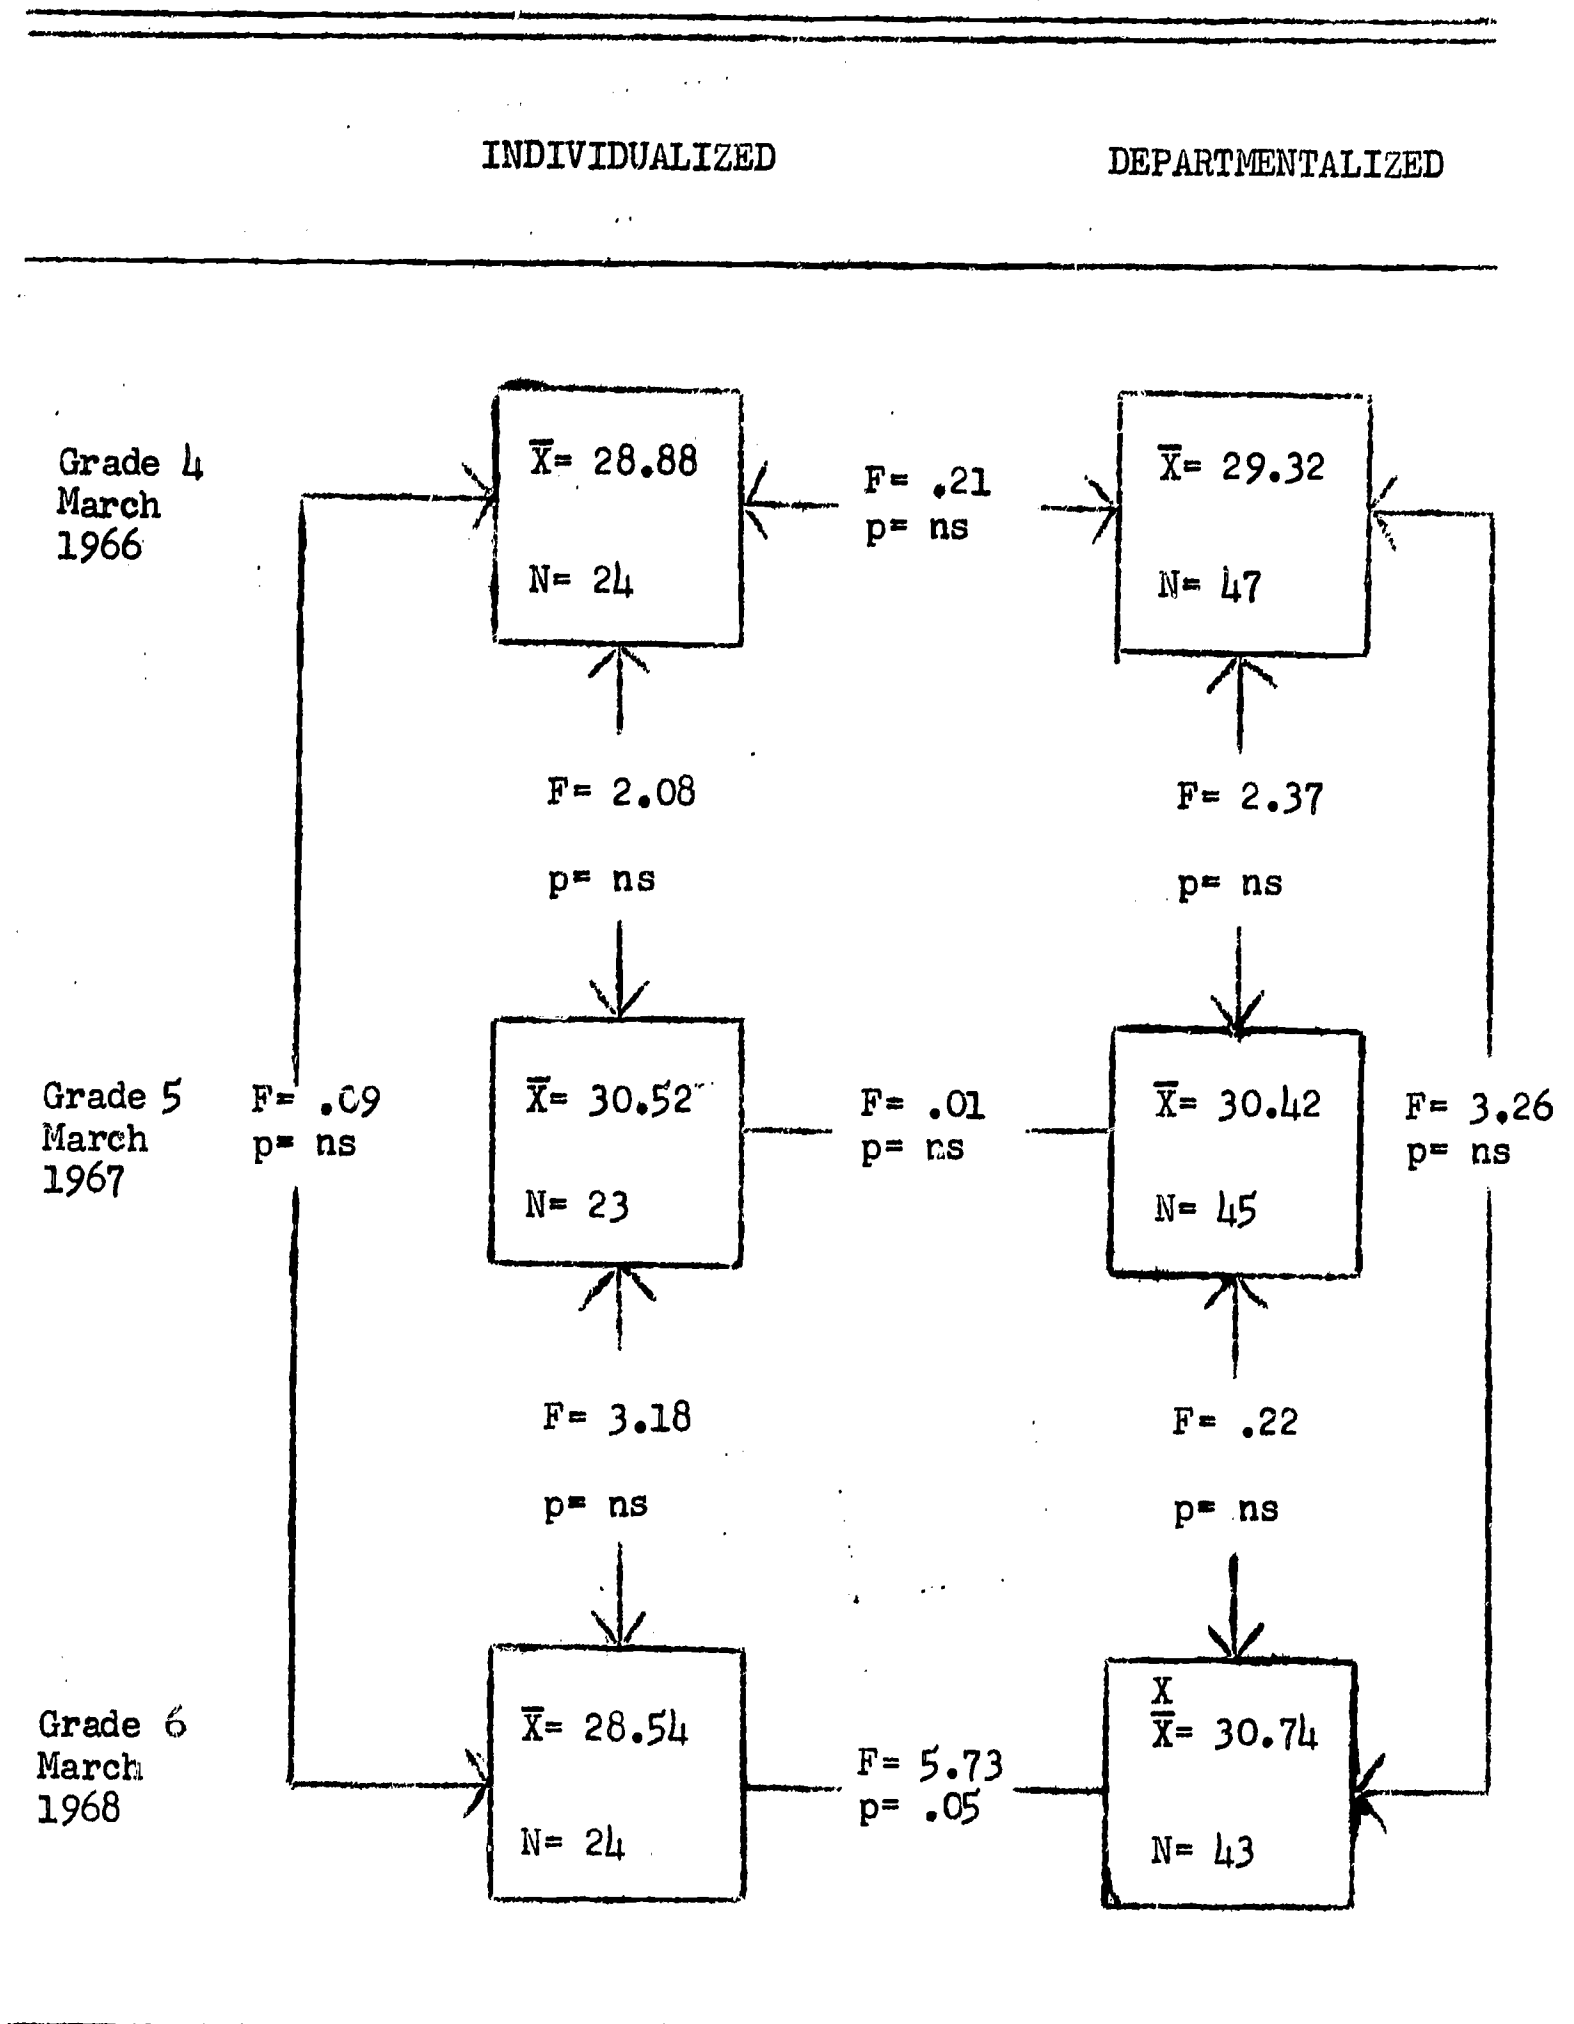 INDIVIDUALIZED DEPARTMENTALIZED
Grade 4
March
1966
X̄= 28.88
N= 24
F= .21
p= ns
X̄= 29.32
N= 47
F= 2.08
p= ns
F= 2.37
p= ns
Grade 5
March
1967
F= .09
p= ns
X̄= 30.52
N= 23
F= .01
p= ns
X̄= 30.42
N= 45
F= 3.26
p= ns
F= 3.18
p= ns
F= .22
p= ns
Grade 6
March
1968
X̄= 28.54
N= 24
F= 5.73
p= .05
X
X̄= 30.74
N= 43